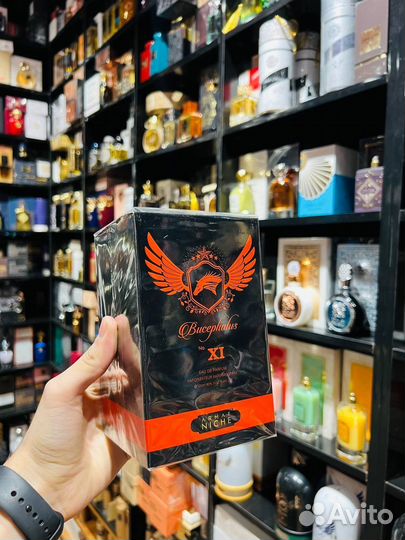 Bucephalus
No. XI
EAU DE PARFUM
ARMAF
NICHE
Avito